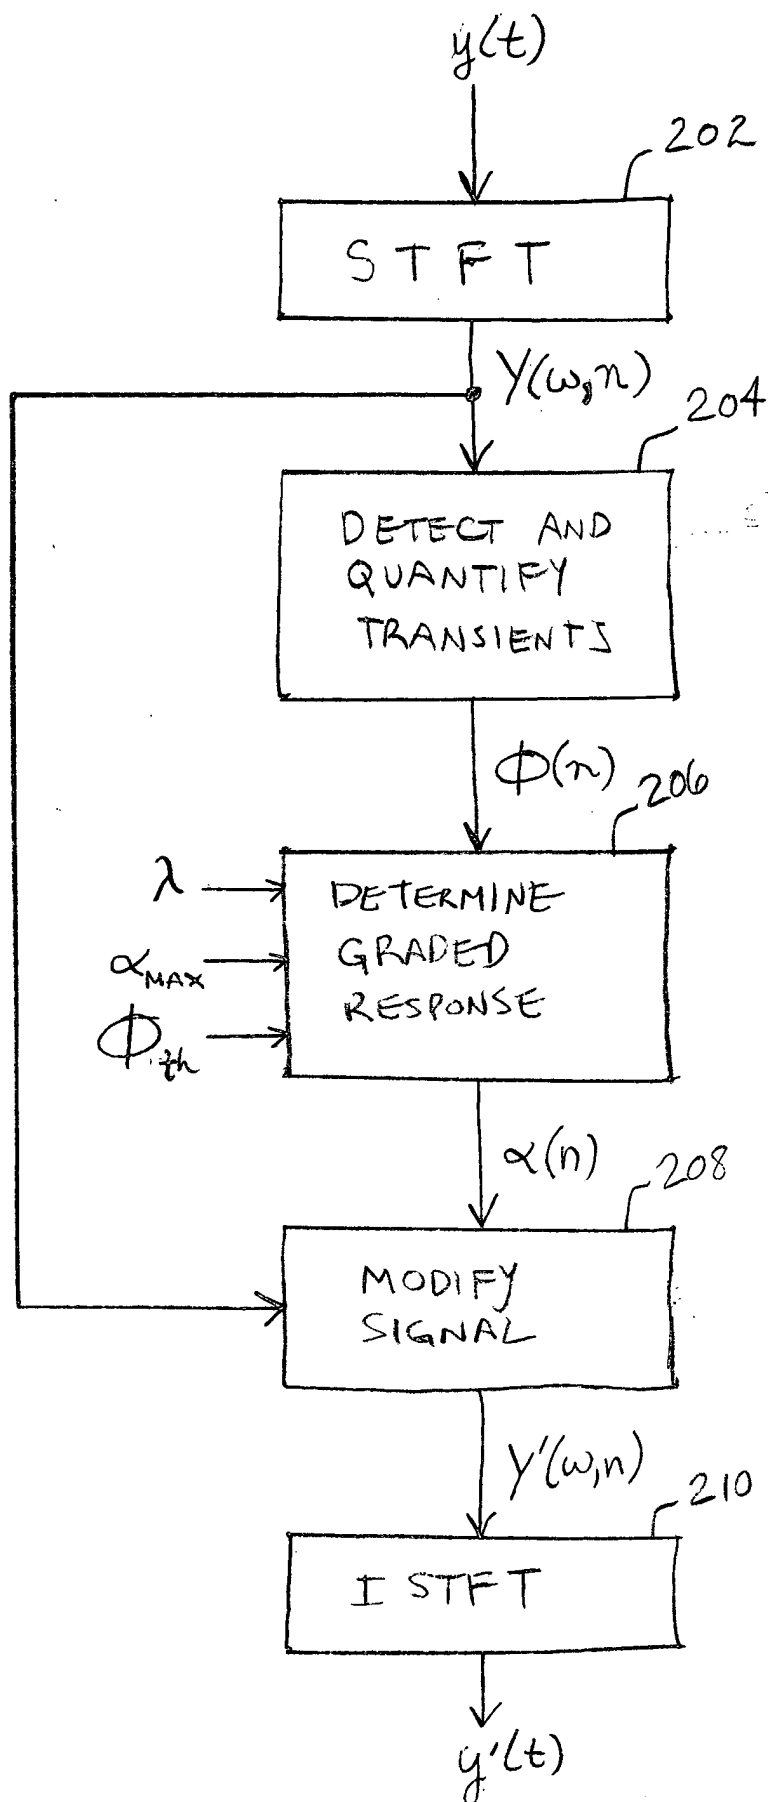 y(t)
202
STFT
Y(ω,n)
204
DETECT AND
QUANTIFY
TRANSIENTS
Φ(n)
206
λ
α_MAX
Φ_th
DETERMINE
GRADED
RESPONSE
α(n)
208
MODIFY
SIGNAL
Y'(ω,n)
210
ISTFT
y'(t)